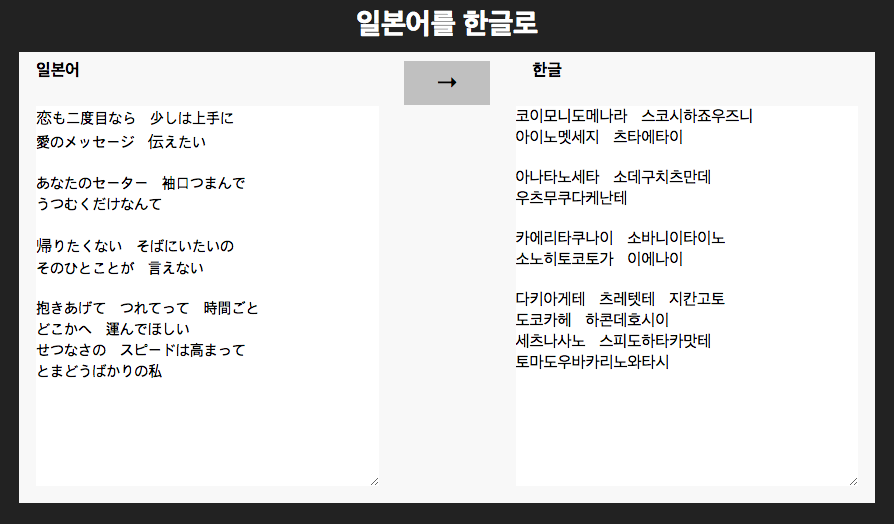 일본어를 한글로
일본어
→
한글
恋も二度目なら　少しは上手に
愛のメッセージ　伝えたい
あなたのセーター　袖口つまんで
うつむくだけなんて
帰りたくない　そばにいたいの
そのひとことが　言えない
抱きあげて　つれてって　時間ごと
どこかへ　運んでほしい
せつなさの　スピードは高まって
とまどうばかりの私
코이모니도메나라　스코시하죠우즈니
아이노멧세지　츠타에타이
아나타노세타　소데구치츠만데
우츠무쿠다케난테
카에리타쿠나이　소바니이타이노
소노히토코토가　이에나이
다키아게테　츠레텟테　지칸고토
도코카헤　하콘데호시이
세츠나사노　스피도하타카맛테
토마도우바카리노와타시